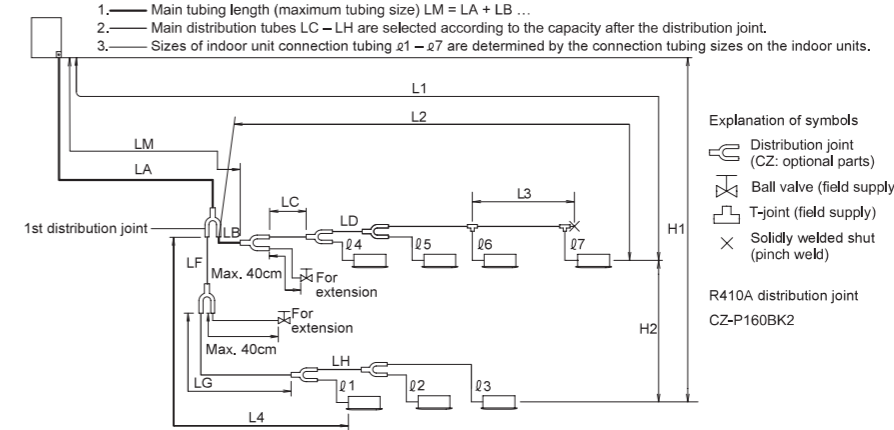 1. Main tubing length (maximum tubing size) LM = LA + LB ...
2. Main distribution tubes LC – LH are selected according to the capacity after the distribution joint.
3. Sizes of indoor unit connection tubing ℓ1 – ℓ7 are determined by the connection tubing sizes on the indoor units.
L1
L2
LM
LA
Explanation of symbols
Distribution joint
(CZ: optional parts)
Ball valve (field supply
T-joint (field supply)
Solidly welded shut
(pinch weld)
R410A distribution joint
CZ-P160BK2
LC
L3
H1
1st distribution joint
LB
LD
ℓ4
ℓ5
ℓ6
ℓ7
LF
Max. 40cm
For
extension
For
extension
Max. 40cm
H2
LH
LG
ℓ1
ℓ2
ℓ3
L4